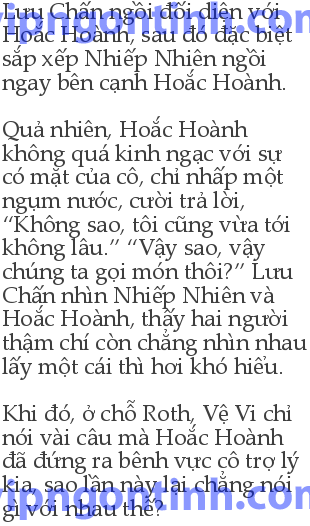 Lưu Chấn ngồi đối diện với
Hoắc Hoành, sau đó đặc biệt
sắp xếp Nhiếp Nhiên ngồi
ngay bên cạnh Hoắc Hoành.

Quả nhiên, Hoắc Hoành
không quá kinh ngạc với sự
có mặt của cô, chỉ nhấp một
ngụm nước, cười trả lời,
“Không sao, tôi cũng vừa tới
không lâu.” “Vậy sao, vậy
chúng ta gọi món thôi?” Lưu
Chấn nhìn Nhiếp Nhiên và
Hoắc Hoành, thấy hai người
thậm chí còn chẳng nhìn nhau
lấy một cái thì hơi khó hiểu.

Khi đó, ở chỗ Roth, Vệ Vi chỉ
nói vài câu mà Hoắc Hoành
đã đứng ra bênh vực cô trợ lý
kia, sao lần này lại chẳng nói
gì với nhau thế?
vipngontinh.com
vipngontinh.com